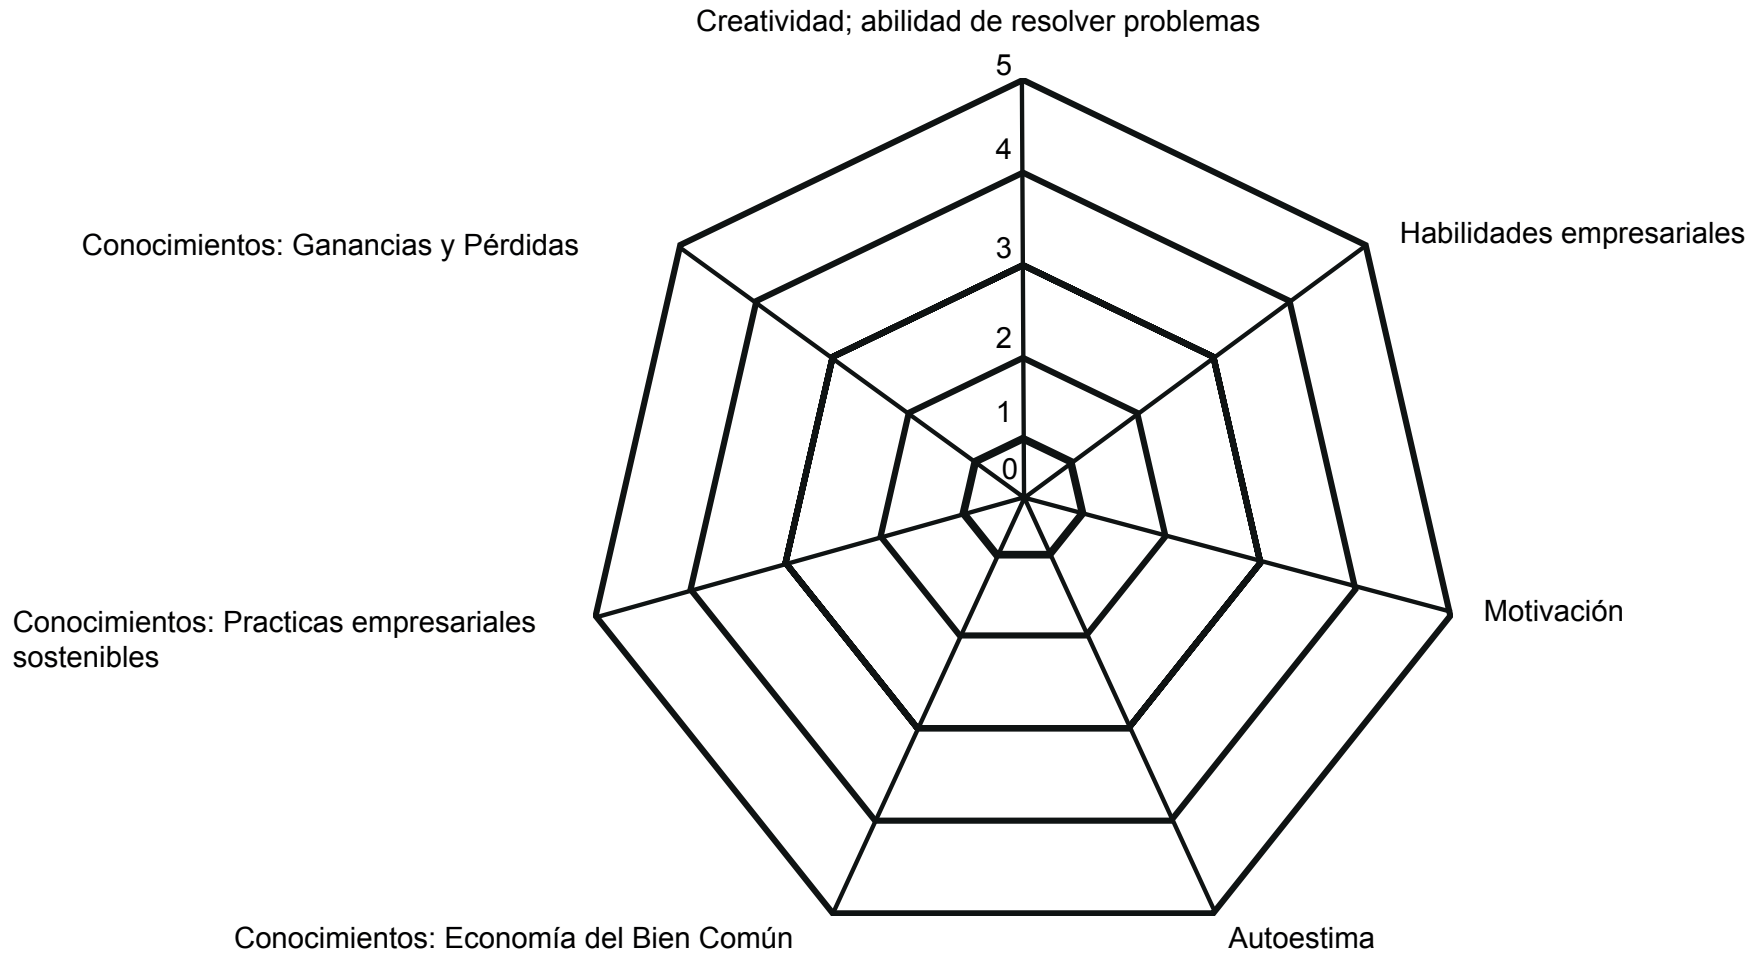 Creatividad; abilidad de resolver problemas
5
4
Habilidades empresariales
Conocimientos: Ganancias y Pérdidas
3
2
1
0
Motivación
Conocimientos: Practicas empresariales
sostenibles
Conocimientos: Economía del Bien Común
Autoestima